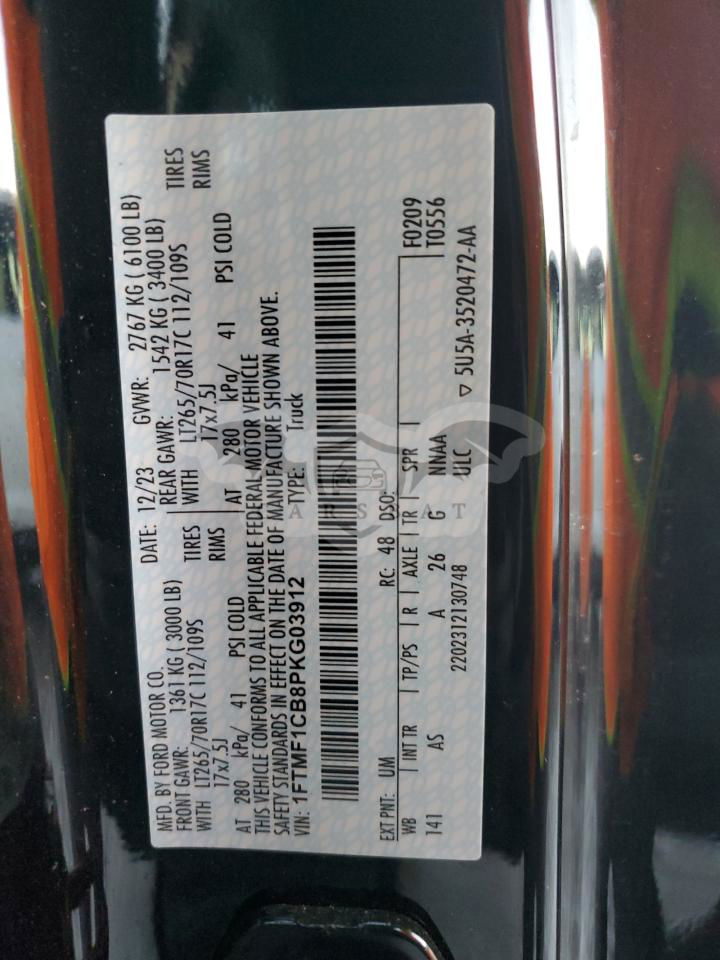 MFD. BY FORD MOTOR CO.
DATE: 12/23 GVWR: 2767 KG ( 6100 LB)
FRONT GAWR: 1361 KG ( 3000 LB) REAR GAWR: 1542 KG ( 3400 LB)
WITH LT265/70R17C 112/109S TIRES WITH LT265/70R17C 112/109S TIRES
17x7.5J RIMS 17x7.5J RIMS
AT 280 kPa/ 41 PSI COLD AT 280 kPa/ 41 PSI COLD
THIS VEHICLE CONFORMS TO ALL APPLICABLE FEDERAL MOTOR VEHICLE
SAFETY STANDARDS IN EFFECT ON THE DATE OF MANUFACTURE SHOWN ABOVE.
VIN: 1FTMF1CB8PKG03912 TYPE: Truck
EXT PNT: UM RC: 48 DSO: F0209
WB INT TR TP/PS R AXLE TR SPR T0556
141 AS A 26 G NNAA
2202312130748 ULC ▽ 5U5A-3520472-AA